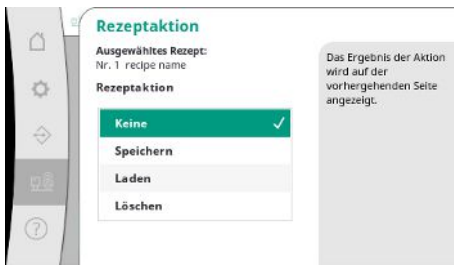 Rezeptaktion
Ausgewähltes Rezept:
Nr. 1 recipe name
Rezeptaktion
Keine
Speichern
Laden
Löschen
Das Ergebnis der Aktion
wird auf der
vorhergehenden Seite
angezeigt.